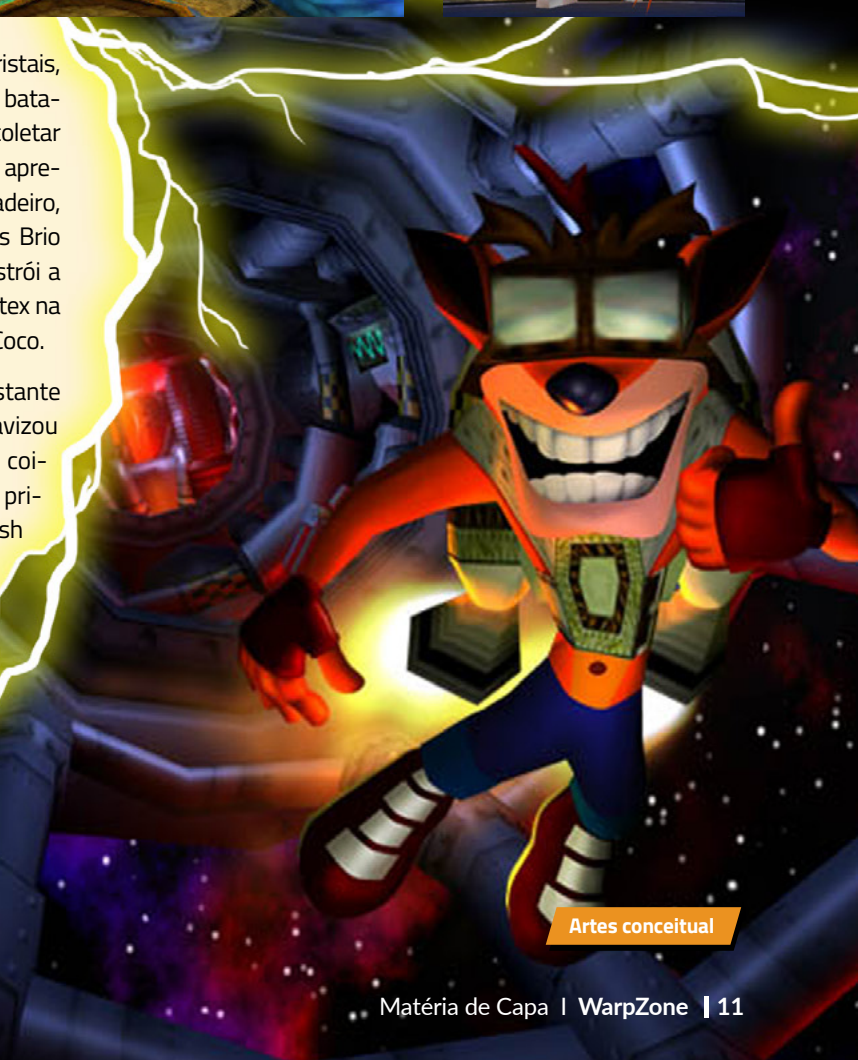 ristais,
bata-
oletar
apre-
adeiro,
s Brio
strói a
tex na
Coco.
stante
avizou
coi-
pri-
sh
Artes conceitual
Matéria de Capa I WarpZone 11